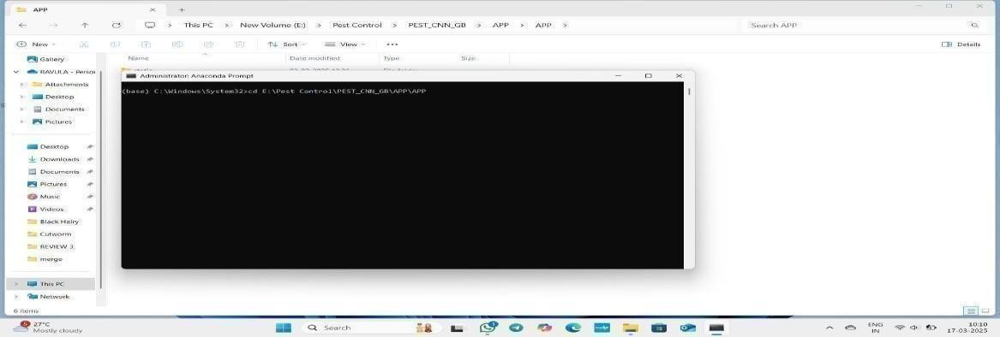 APP
This PC > New Volume (E:) > Pest Control > PEST_CNN_GB > APP > APP >
Search APP
New
Sort
View
Details
Name
Date modified
Type
Size
Gallery
RAVULA - Person
Attachments
Desktop
Documents
Pictures
Desktop
Downloads
Documents
Pictures
Music
Videos
Black Hairy
Cutworm
REVIEW 3
merge
This PC
Network
6 items
Administrator: Anaconda Prompt
(base) C:\Windows\System32>cd E:\Pest Control\PEST_CNN_GB\APP\APP
5
27°C
Mostly cloudy
Search
1
ENG
IN
10:10
17-03-2025